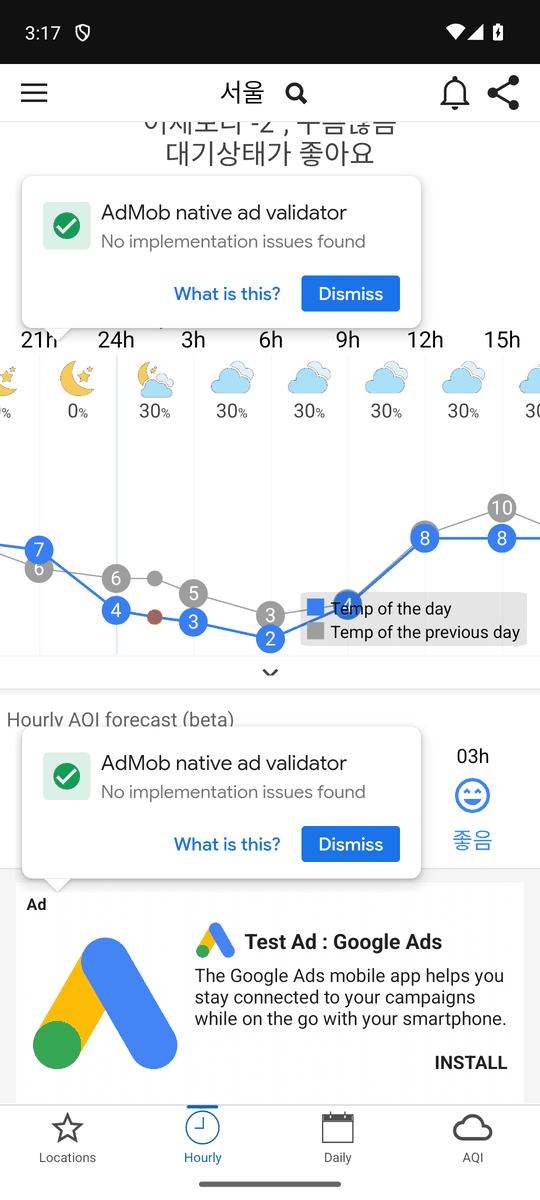 3:17
서울
대기상태가 좋아요
AdMob native ad validator
No implementation issues found
What is this? Dismiss
21h 24h 3h 6h 9h 12h 15h
% 0% 30% 30% 30% 30% 30% 30
7 6 6 4 5 3 3 2 4 8 10 8
Temp of the day
Temp of the previous day
Hourly AQI forecast (beta)
AdMob native ad validator
No implementation issues found
What is this? Dismiss
03h
좋음
Ad
Test Ad : Google Ads
The Google Ads mobile app helps you
stay connected to your campaigns
while on the go with your smartphone.
INSTALL
Locations Hourly Daily AQI